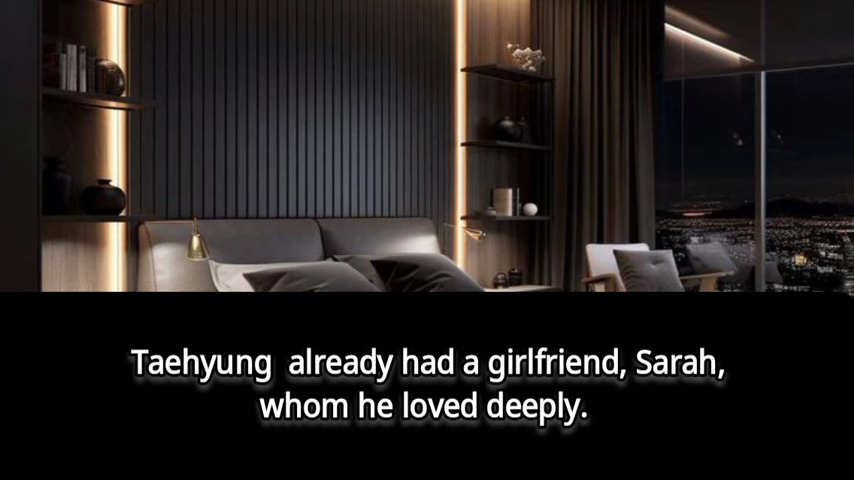 Taehyung already had a girlfriend, Sarah,
whom he loved deeply.